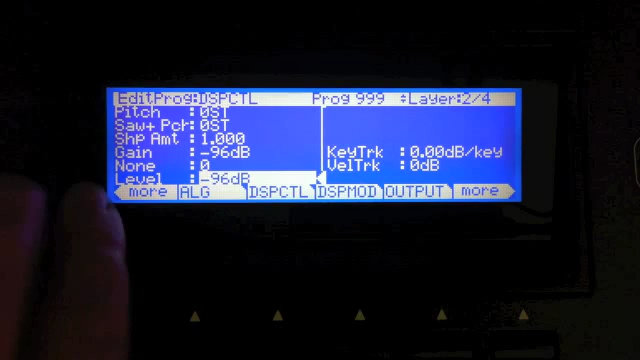 EditProg:DSPCTL Prog 999 ÷Layer:2/4
Pitch :0ST
Saw+ Pch:0ST
Shp Amt :1.000
Gain :-96dB KeyTrk :0.00dB/key
None :0 VelTrk :0dB
Level :-96dB
more ALG DSPCTL DSPMOD OUTPUT more